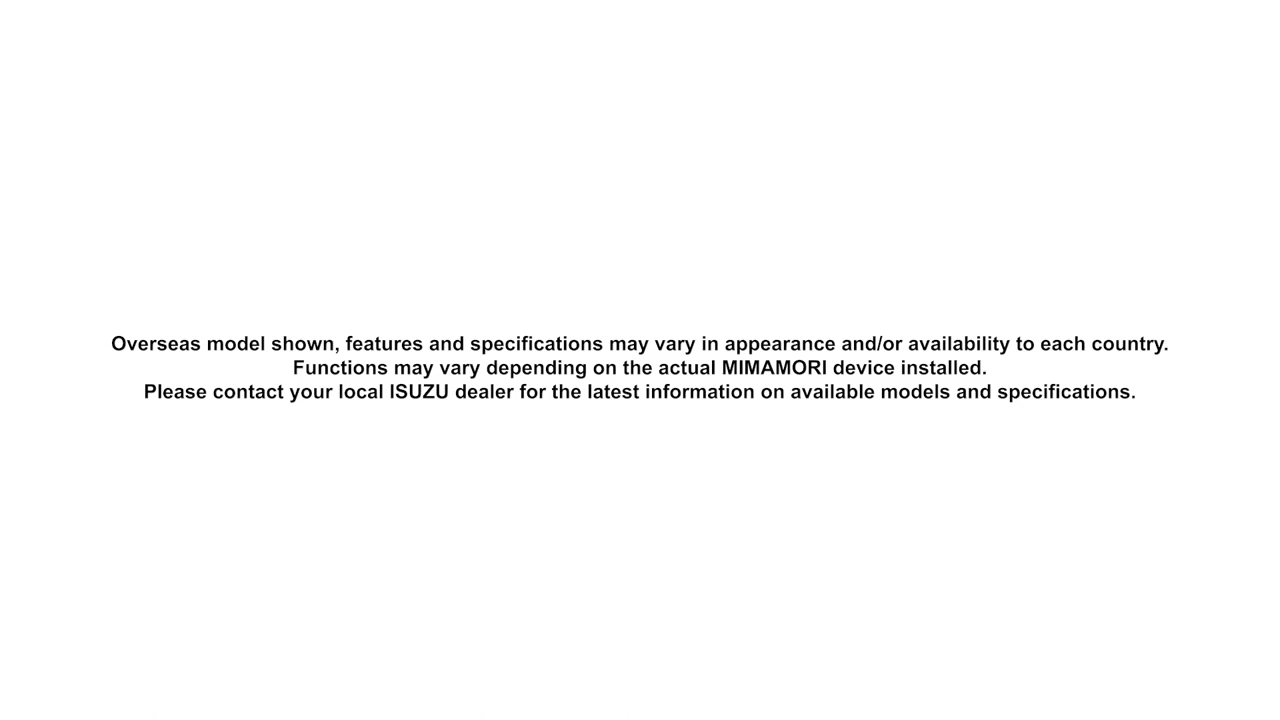 Overseas model shown, features and specifications may vary in appearance and/or availability to each country.
Functions may vary depending on the actual MIMAMORI device installed.
Please contact your local ISUZU dealer for the latest information on available models and specifications.